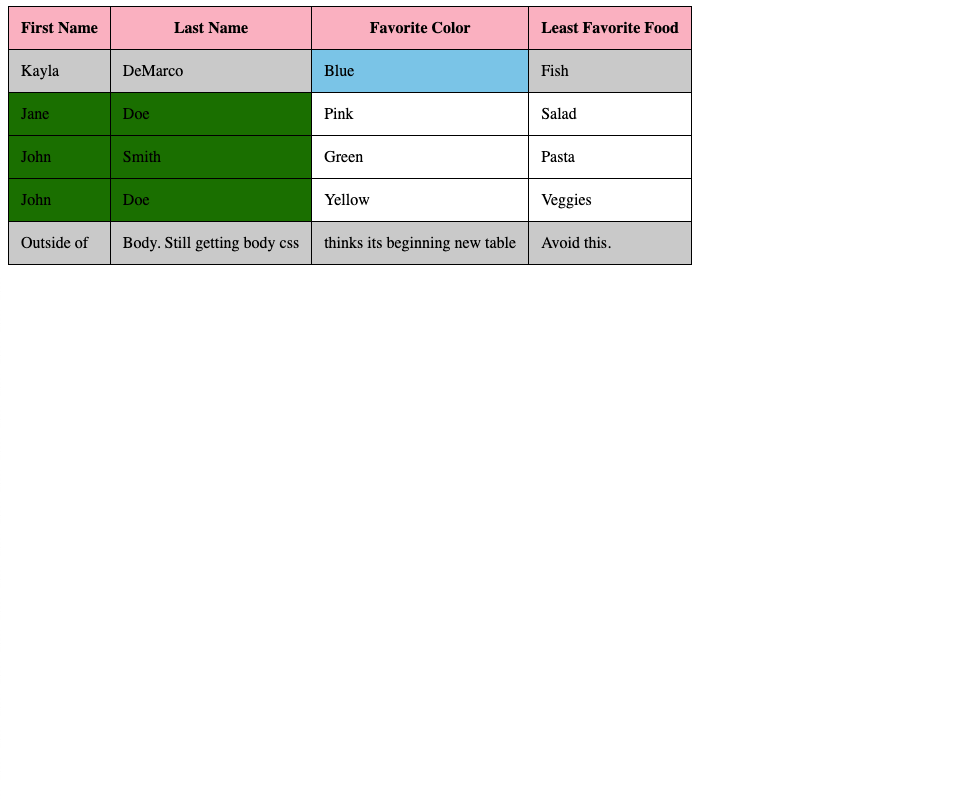 First Name Last Name Favorite Color Least Favorite Food
Kayla DeMarco Blue Fish
Jane Doe Pink Salad
John Smith Green Pasta
John Doe Yellow Veggies
Outside of Body. Still getting body css thinks its beginning new table Avoid this.